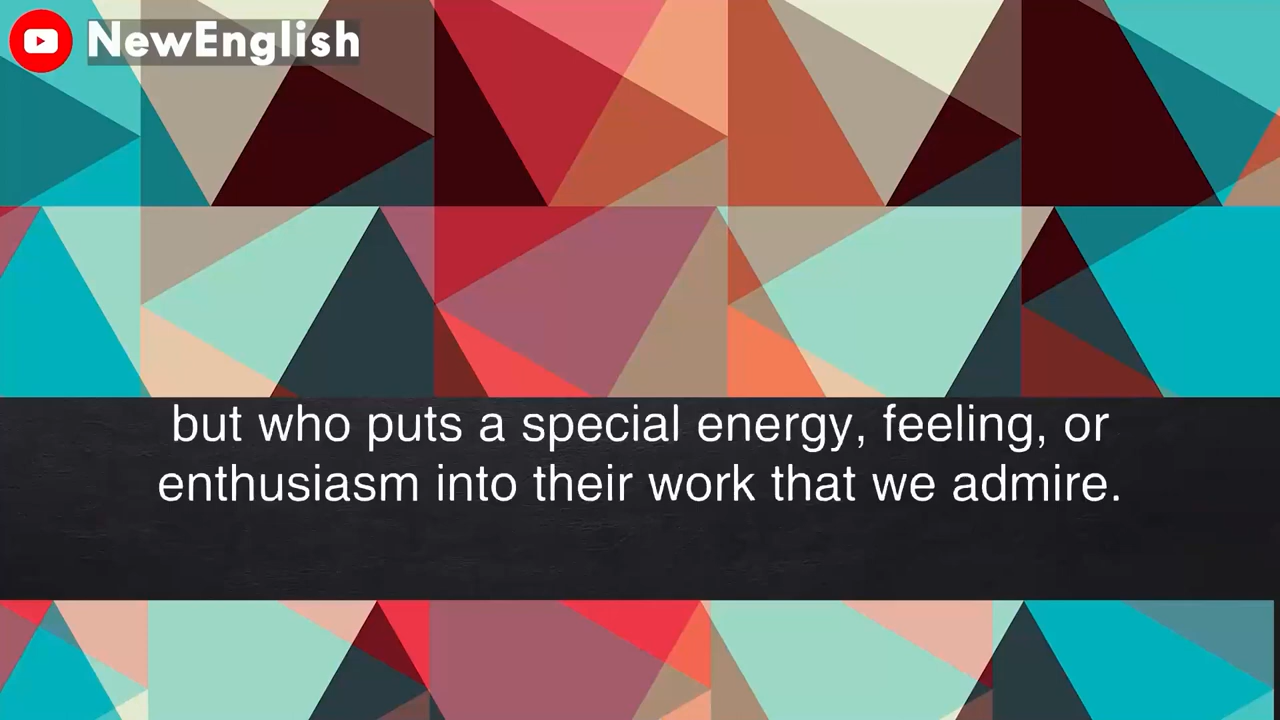 NewEnglish
but who puts a special energy, feeling, or
enthusiasm into their work that we admire.